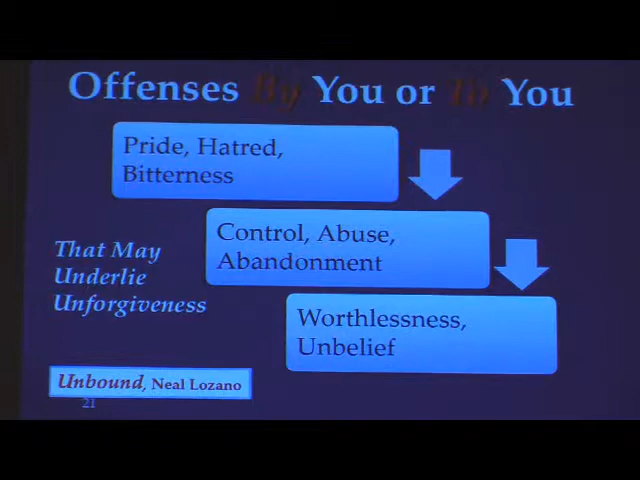 Offenses By You or To You
Pride, Hatred,
Bitterness
Control, Abuse,
Abandonment
That May
Underlie
Unforgiveness
Worthlessness,
Unbelief
Unbound, Neal Lozano
21